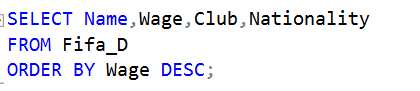 SELECT Name,Wage,Club,Nationality
FROM Fifa_D
ORDER BY Wage DESC;